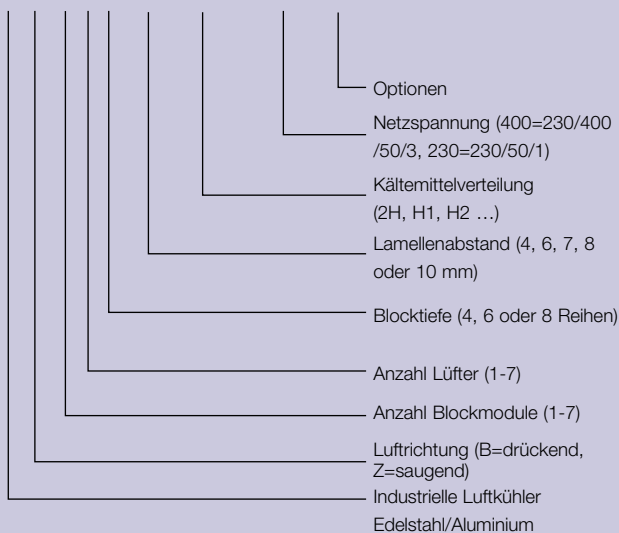 Optionen
Netzspannung (400=230/400
/50/3, 230=230/50/1)
Kältemittelverteilung
(2H, H1, H2 ...)
Lamellenabstand (4, 6, 7, 8
oder 10 mm)
Blocktiefe (4, 6 oder 8 Reihen)
Anzahl Lüfter (1-7)
Anzahl Blockmodule (1-7)
Luftrichtung (B=drückend,
Z=saugend)
Industrielle Luftkühler
Edelstahl/Aluminium